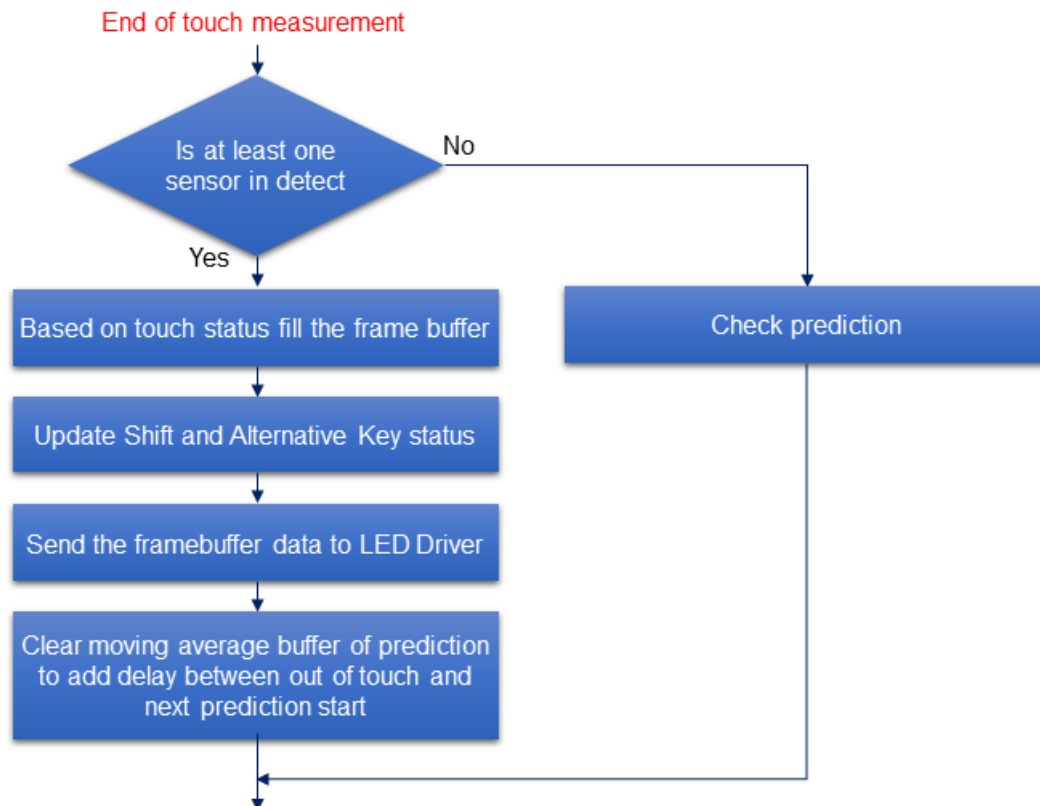 End of touch measurement
Is at least one
sensor in detect
No
Yes
Based on touch status fill the frame buffer
Check prediction
Update Shift and Alternative Key status
Send the framebuffer data to LED Driver
Clear moving average buffer of prediction
to add delay between out of touch and
next prediction start